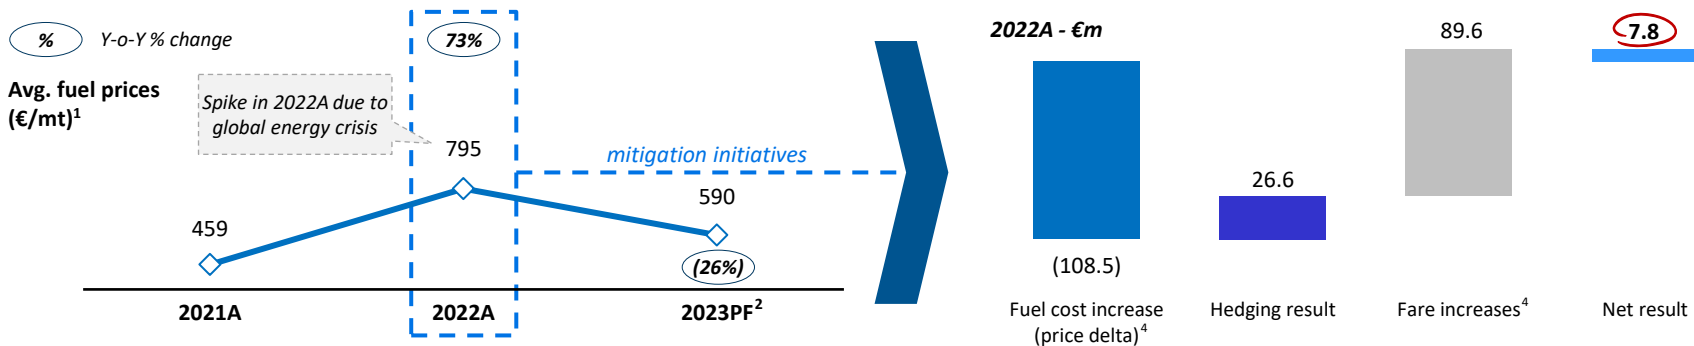 % Y-o-Y % change
73%
Avg. fuel prices
(€/mt)1
Spike in 2022A due to
global energy crisis
795
mitigation initiatives
590
459
(26%)
2021A 2022A 2023PF2
2022A - €m
89.6
7.8
26.6
(108.5)
Fuel cost increase
(price delta)4
Hedging result
Fare increases4
Net result